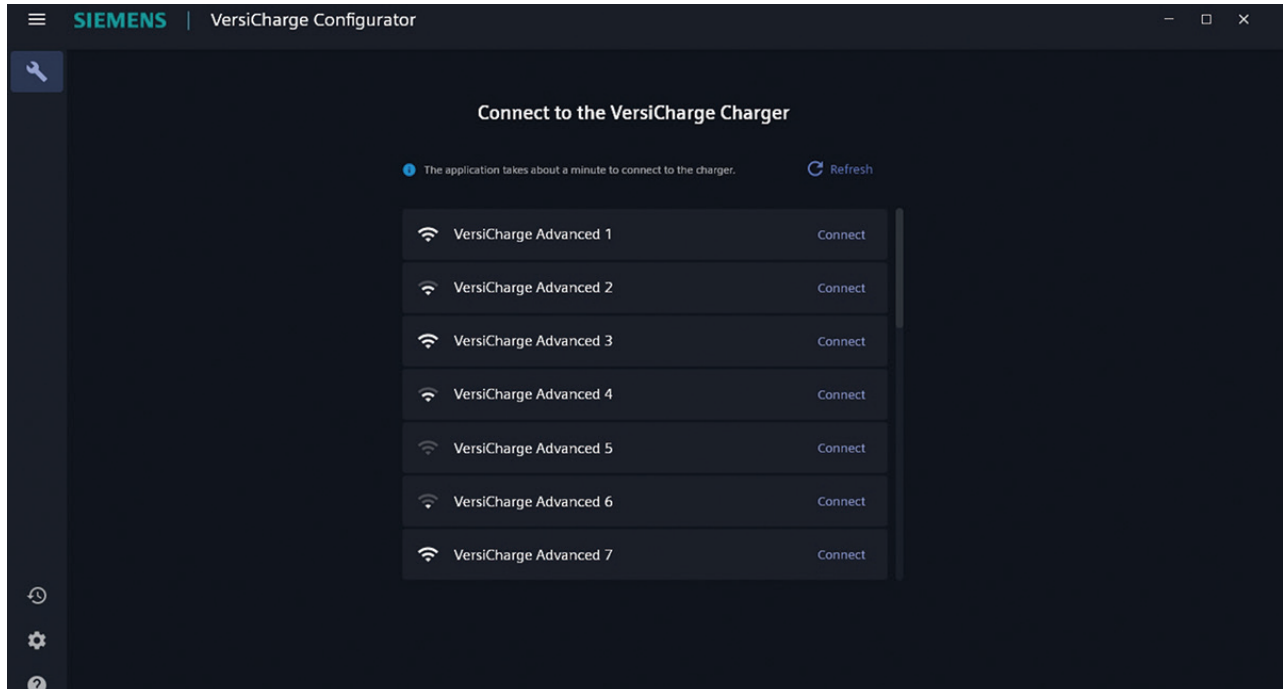 SIEMENS | VersiCharge Configurator
Connect to the VersiCharge Charger
The application takes about a minute to connect to the charger. Refresh
VersiCharge Advanced 1 Connect
VersiCharge Advanced 2 Connect
VersiCharge Advanced 3 Connect
VersiCharge Advanced 4 Connect
VersiCharge Advanced 5 Connect
VersiCharge Advanced 6 Connect
VersiCharge Advanced 7 Connect